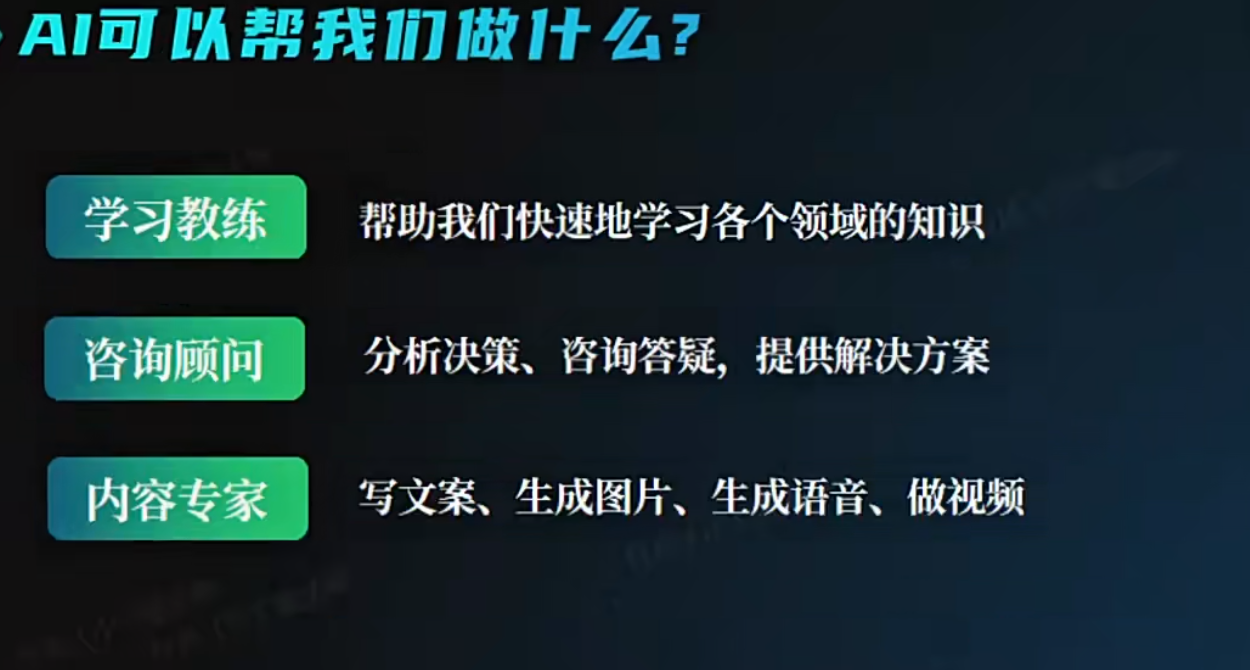 AI可以帮我们做什么?
学习教练
帮助我们快速地学习各个领域的知识
咨询顾问
分析决策、咨询答疑，提供解决方案
内容专家
写文案、生成图片、生成语音、做视频